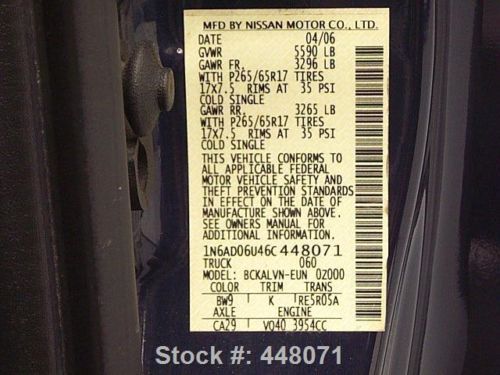 MFD BY NISSAN MOTOR CO., LTD.
DATE 04/06
GVWR 5590 LB
GAWR FR. 3296 LB
WITH P265/65R17 TIRES
17X7.5 RIMS AT 35 PSI
COLD SINGLE
GAWR RR. 3265 LB
WITH P265/65R17 TIRES
17X7.5 RIMS AT 35 PSI
COLD SINGLE
THIS VEHICLE CONFORMS TO
ALL APPLICABLE FEDERAL
MOTOR VEHICLE SAFETY AND
THEFT PREVENTION STANDARDS
IN EFFECT ON THE DATE OF
MANUFACTURE SHOWN ABOVE.
SEE OWNERS MANUAL FOR
ADDITIONAL INFORMATION.
1N6AD06U46C448071
TRUCK 060
MODEL: BCKALVN-EUN 0Z000
COLOR TRIM TRANS
BW9 K RE5R05A
AXLE ENGINE
CA29 VQ40 3954CC
Stock #: 448071